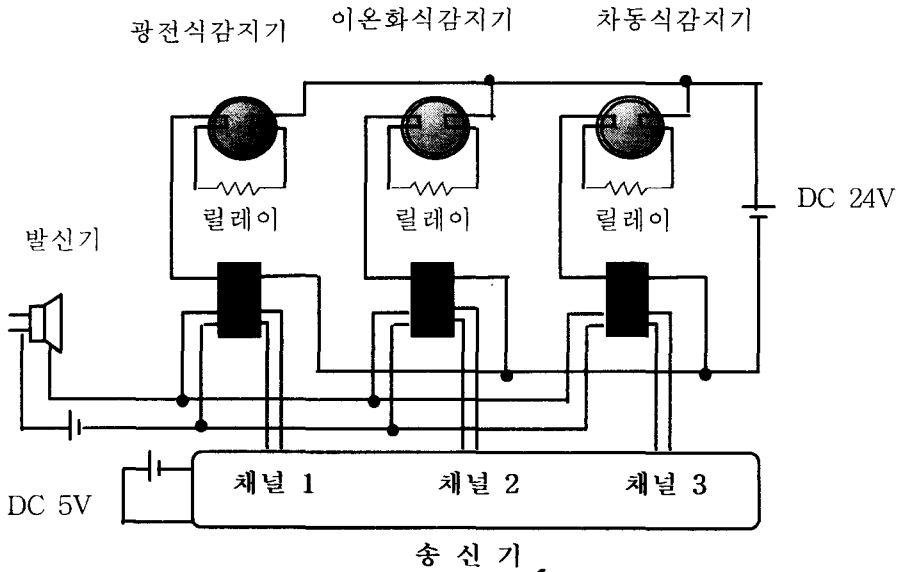 광전식감지기
이온화식감지기
차동식감지기
릴레이
릴레이
릴레이
DC 24V
발신기
채널 1
채널 2
채널 3
DC 5V
송 신 기